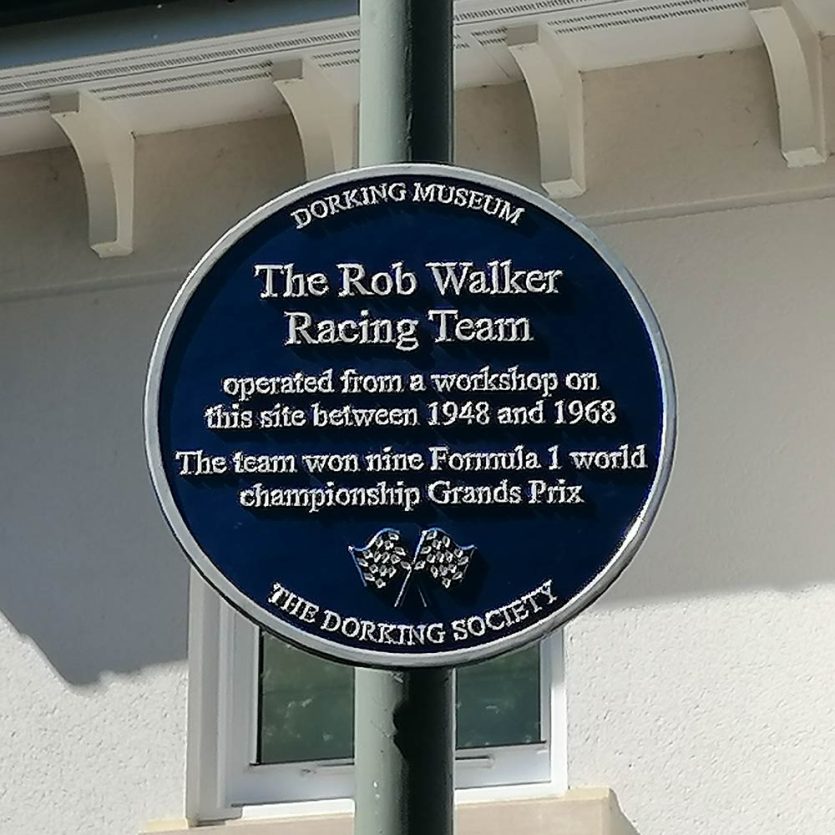 DORKING MUSEUM
The Rob Walker
Racing Team
operated from a workshop on
this site between 1948 and 1968
The team won nine Formula 1 world
championship Grands Prix
THE DORKING SOCIETY